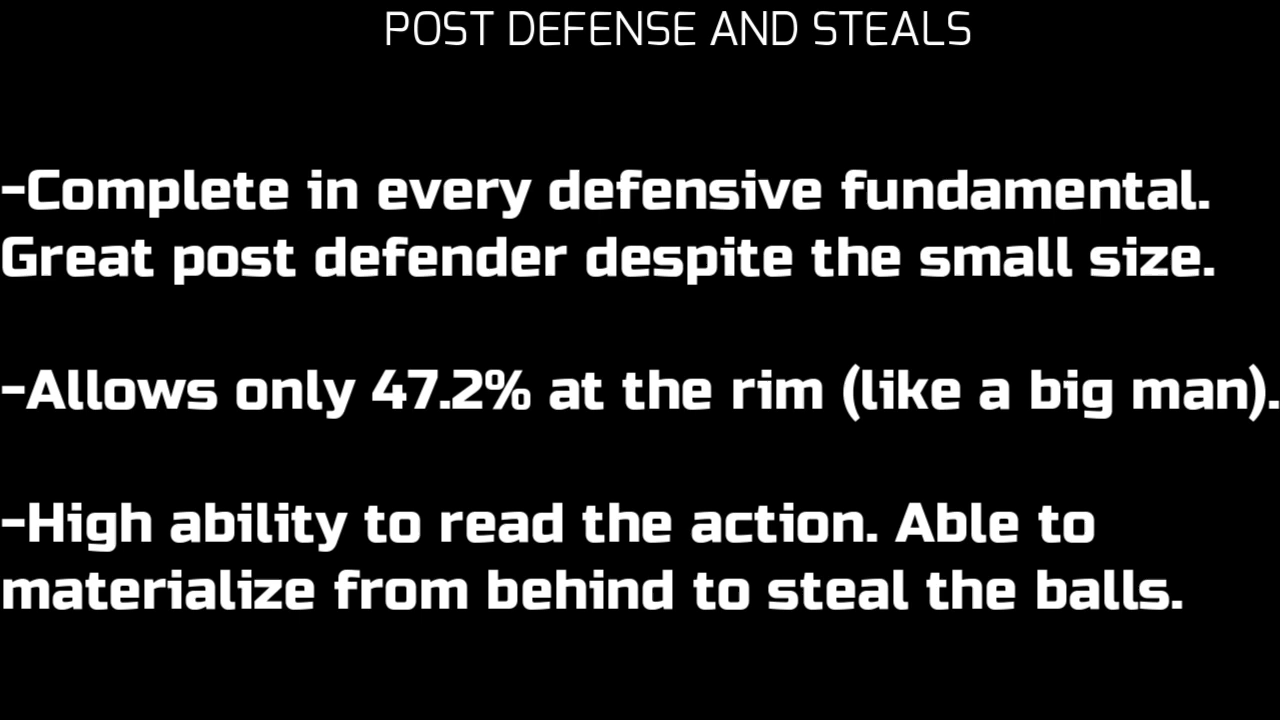 POST DEFENSE AND STEALS
-Complete in every defensive fundamental.
Great post defender despite the small size.
-Allows only 47.2% at the rim (like a big man).
-High ability to read the action. Able to
materialize from behind to steal the balls.